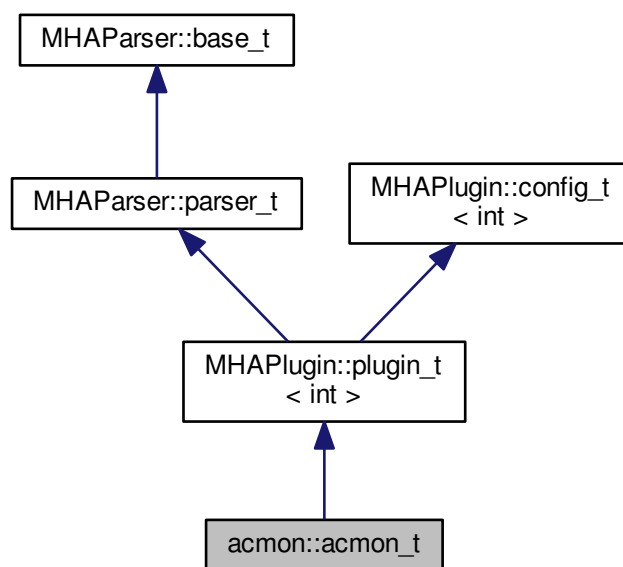 MHAParser::base_t
MHAParser::parser_t
MHAPlugin::config_t
< int >
MHAPlugin::plugin_t
< int >
acmon::acmon_t